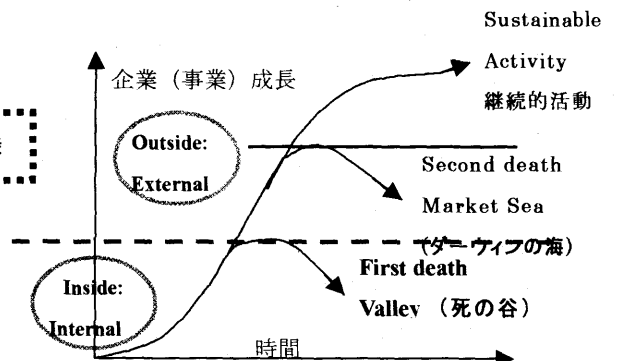 Sustainable
Activity
継続的活動
企業（事業）成長
Outside:
External
Second death
Market Sea
(ダーウィンの海)
First death
Valley （死の谷）
Inside:
Internal
時間